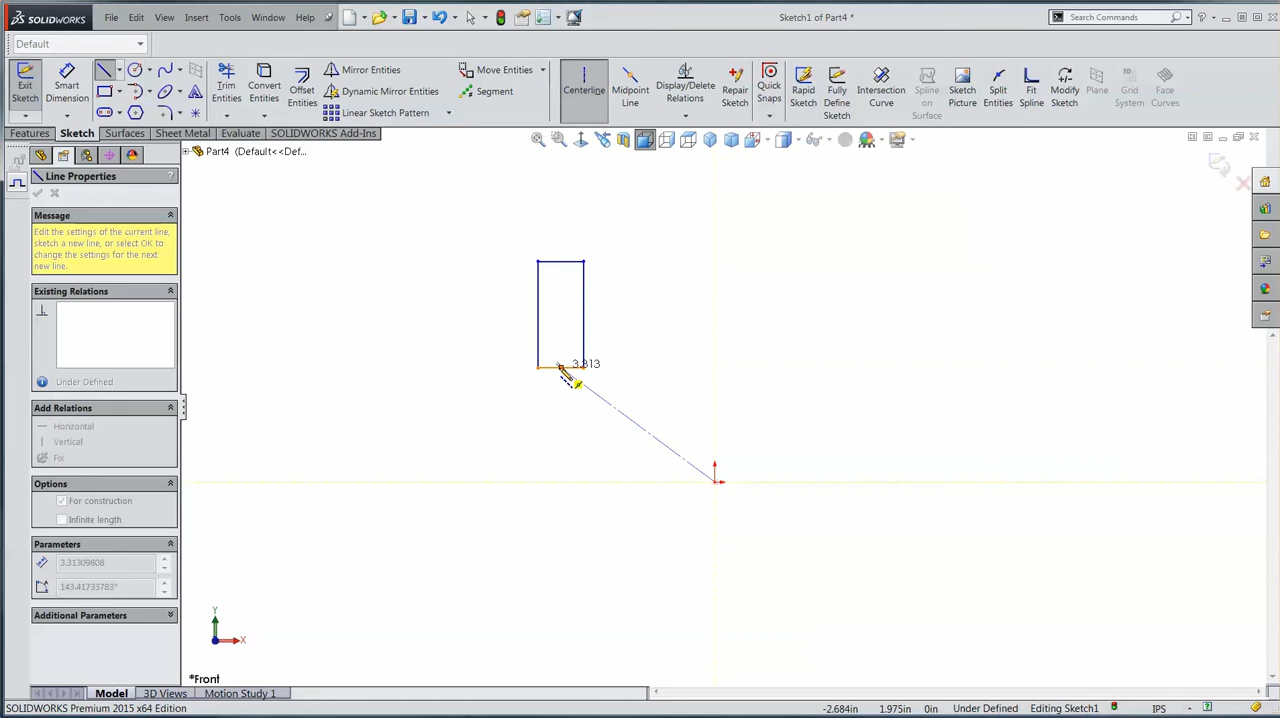 SOLIDWORKS File Edit View Insert Tools Window Help Sketch1 of Part4 * Search Commands
Default
Exit Sketch
Smart Dimension
Trim Entities
Convert Entities
Offset Entities
Mirror Entities
Dynamic Mirror Entities
Linear Sketch Pattern
Move Entities
Segment
Centerline
Midpoint Line
Display/Delete Relations
Repair Sketch
Quick Snaps
Rapid Sketch
Fully Define Sketch
Intersection Curve
Spline on Surface
Sketch Picture
Split Entities
Fit Spline
Modify Sketch
Plane
Grid System
Face Curves
Features Sketch Surfaces Sheet Metal Evaluate SOLIDWORKS Add-Ins
Part4 (Default<<Def...
Line Properties ?
Message
Edit the settings of the current line,
sketch a new line, or select OK to
change the settings for the next
new line.
Existing Relations
Under Defined
Add Relations
Horizontal
Vertical
Fix
Options
For construction
Infinite length
Parameters
3.31309808
143.41733783°
Additional Parameters
3.313
Y
X
*Front
Model 3D Views Motion Study 1
SOLIDWORKS Premium 2015 x64 Edition -2.684in 1.975in 0in Under Defined Editing Sketch1 IPS